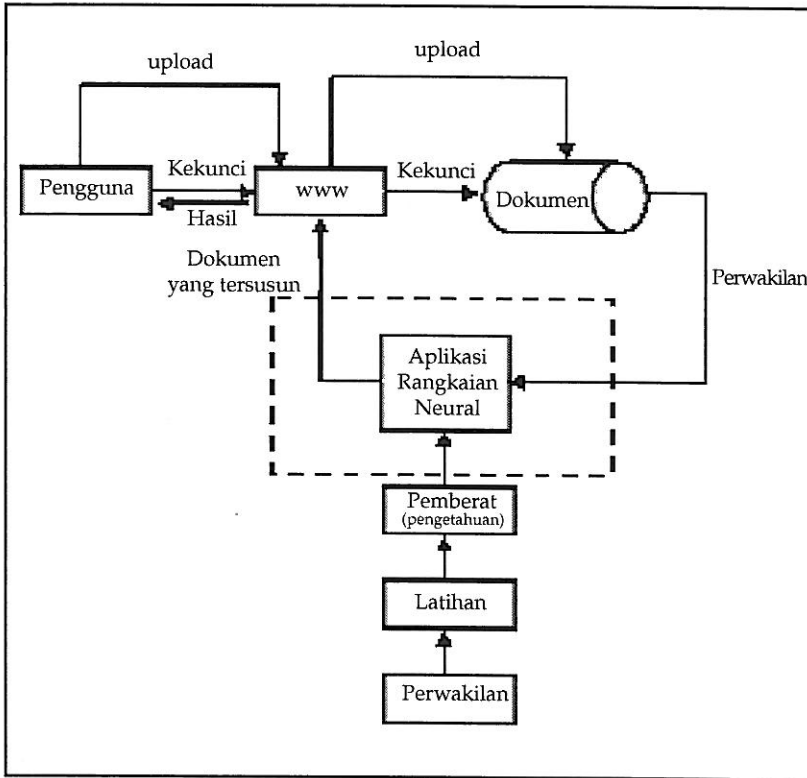 upload
upload
Pengguna
Kekunci
Hasil
www
Kekunci
Dokumen
Dokumen
yang tersusun
Perwakilan
Aplikasi
Rangkaian
Neural
Pemberat
(pengetahuan)
Latihan
Perwakilan